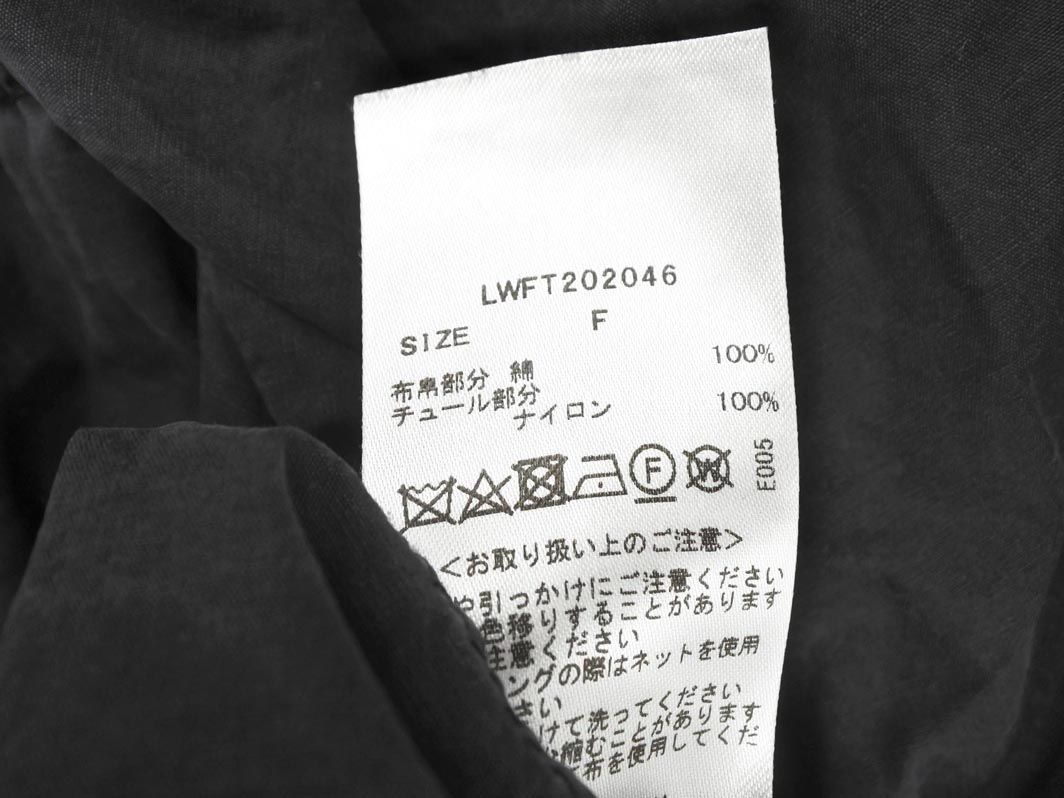 LWFT202046
SIZE F
布帛部分 綿 100%
チュール部分
ナイロン 100%
F W E005
<お取り扱い上のご注意>
や引っかけにご注意ください
色移りすることがあります
注意ください
ングの際はネットを使用
さい
けて洗ってください
縮むことがあります
て布を使用してくだ